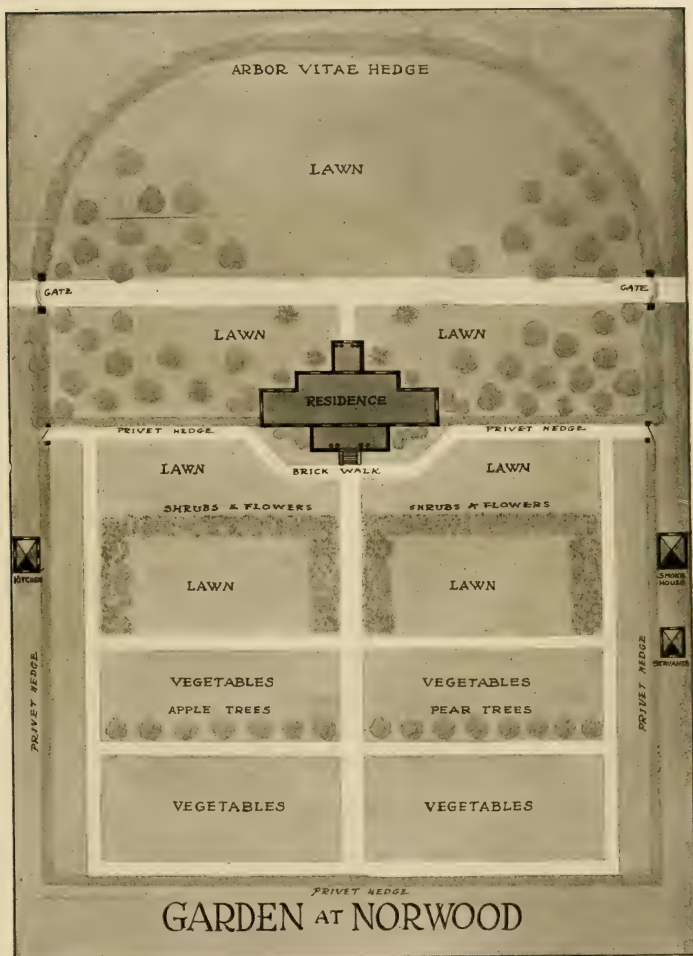 ARBOR VITAE HEDGE
LAWN
GATE
GATE
LAWN
LAWN
RESIDENCE
PRIVET HEDGE
PRIVET HEDGE
BRICK WALK
LAWN
LAWN
SHRUBS & FLOWERS
SHRUBS & FLOWERS
KITCHEN
SMOKE
HOUSE
LAWN
LAWN
SERVANTS
PRIVET HEDGE
PRIVET HEDGE
VEGETABLES
VEGETABLES
APPLE TREES
PEAR TREES
VEGETABLES
VEGETABLES
PRIVET HEDGE
GARDEN AT NORWOOD